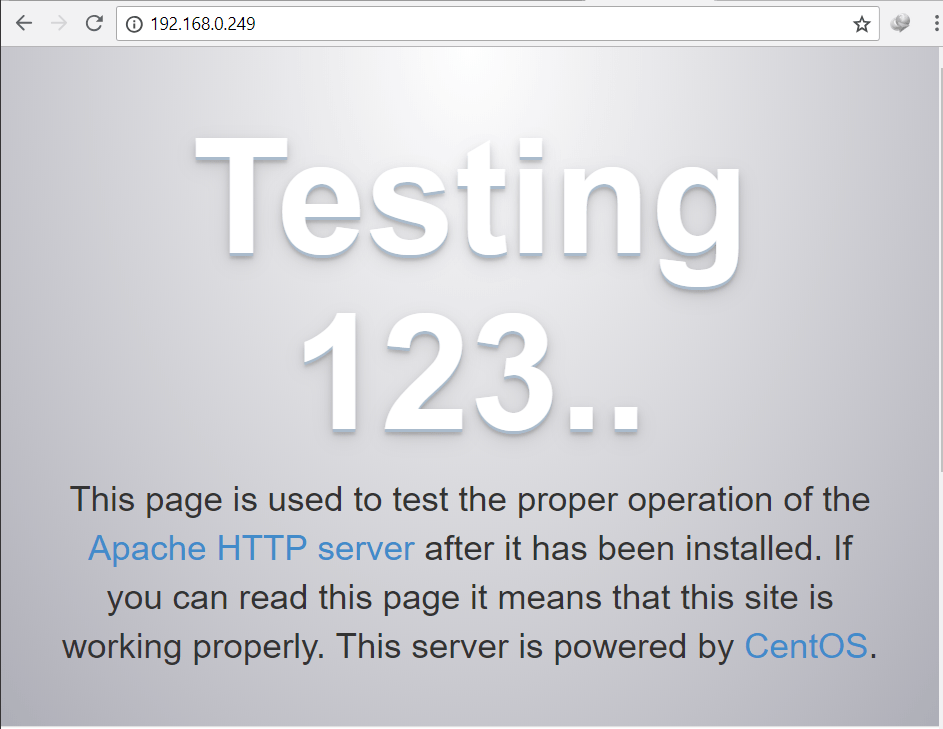 192.168.0.249
Testing
123..
This page is used to test the proper operation of the
Apache HTTP server after it has been installed. If
you can read this page it means that this site is
working properly. This server is powered by CentOS.